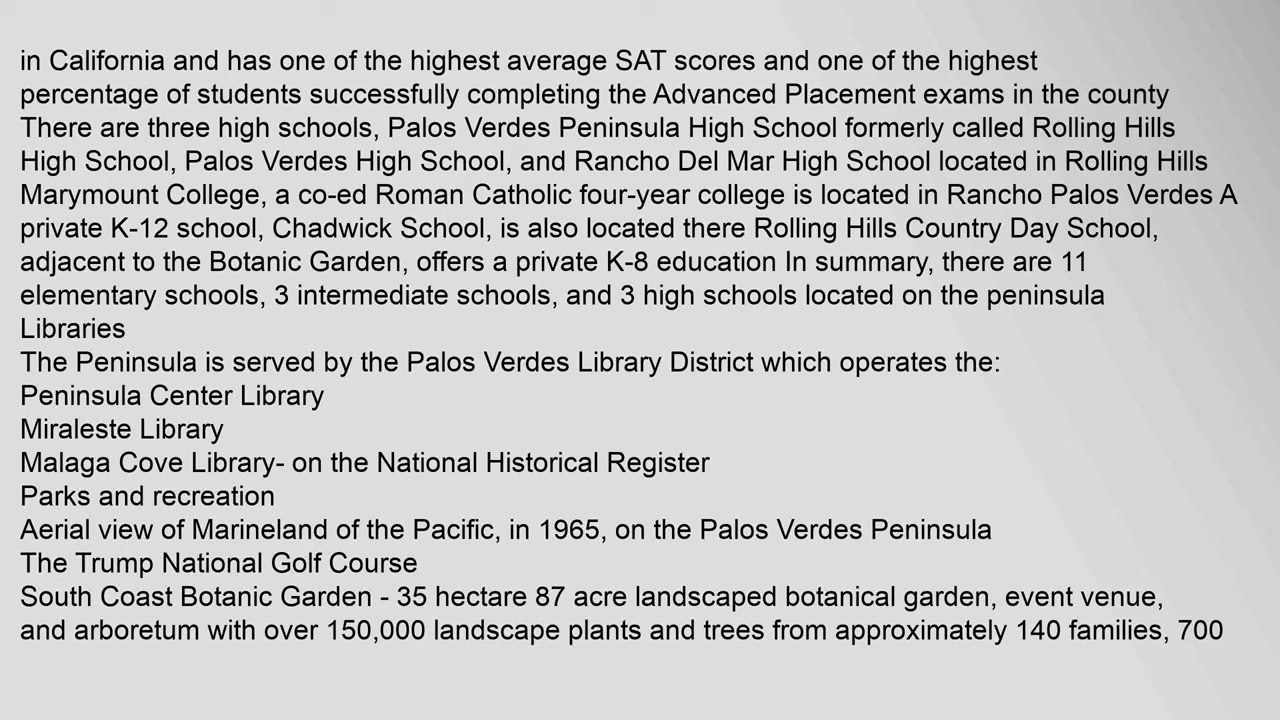 in California and has one of the highest average SAT scores and one of the highest
percentage of students successfully completing the Advanced Placement exams in the county
There are three high schools, Palos Verdes Peninsula High School formerly called Rolling Hills
High School, Palos Verdes High School, and Rancho Del Mar High School located in Rolling Hills
Marymount College, a co-ed Roman Catholic four-year college is located in Rancho Palos Verdes A
private K-12 school, Chadwick School, is also located there Rolling Hills Country Day School,
adjacent to the Botanic Garden, offers a private K-8 education In summary, there are 11
elementary schools, 3 intermediate schools, and 3 high schools located on the peninsula
Libraries
The Peninsula is served by the Palos Verdes Library District which operates the:
Peninsula Center Library
Miraleste Library
Malaga Cove Library- on the National Historical Register
Parks and recreation
Aerial view of Marineland of the Pacific, in 1965, on the Palos Verdes Peninsula
The Trump National Golf Course
South Coast Botanic Garden - 35 hectare 87 acre landscaped botanical garden, event venue,
and arboretum with over 150,000 landscape plants and trees from approximately 140 families, 700